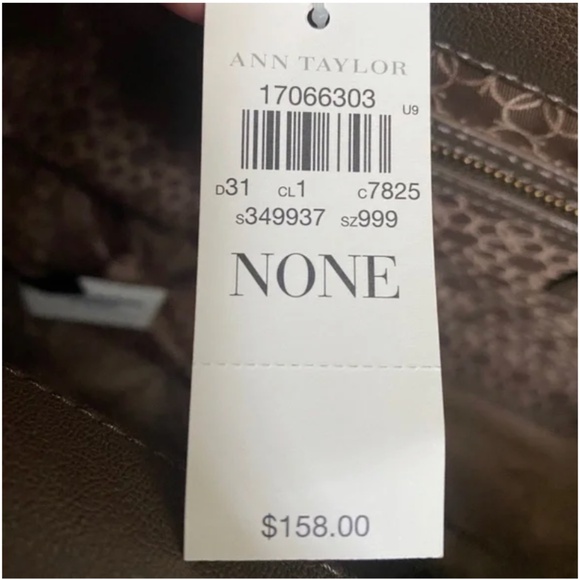 ANN TAYLOR
17066303 U9
D31 CL1 C7825
S349937 SZ999
NONE
$158.00